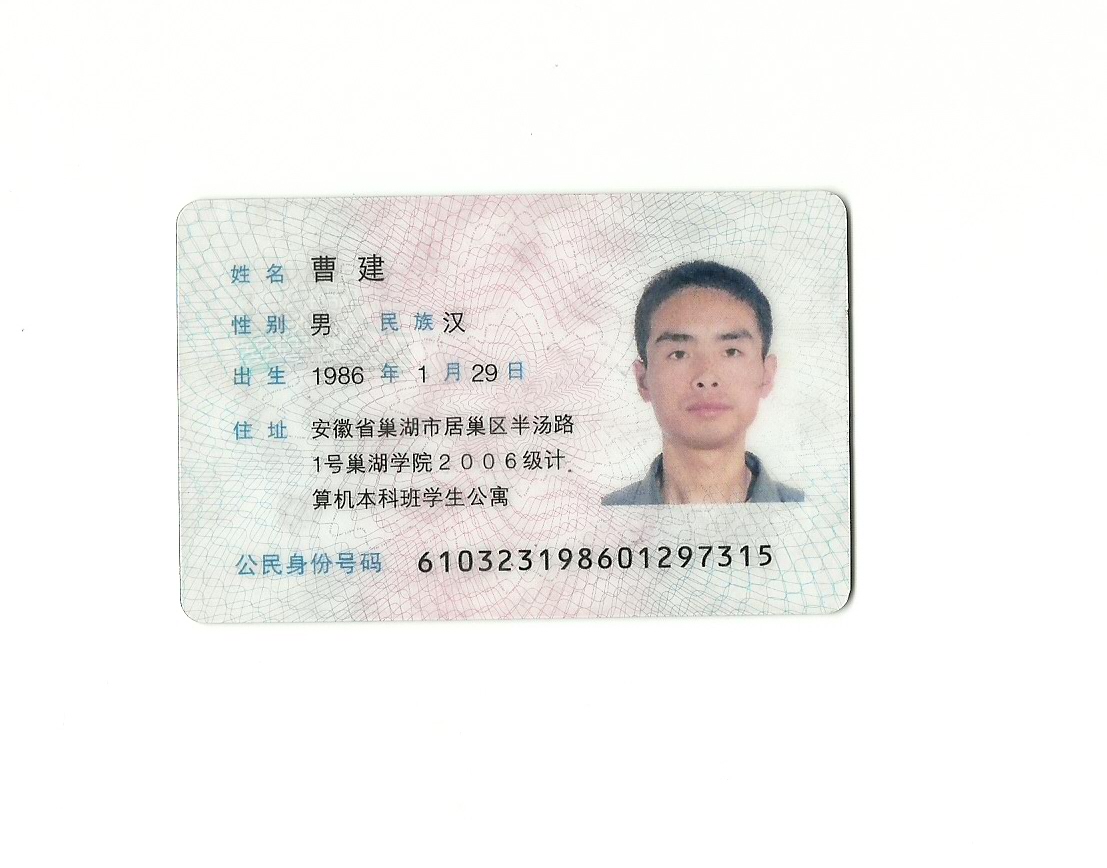 姓名 曹建
性别 男 民族 汉
出生 1986 年 1 月 29 日
住址 安徽省巢湖市居巢区半汤路
1号巢湖学院２００６级计
算机本科班学生公寓
公民身份号码 610323198601297315